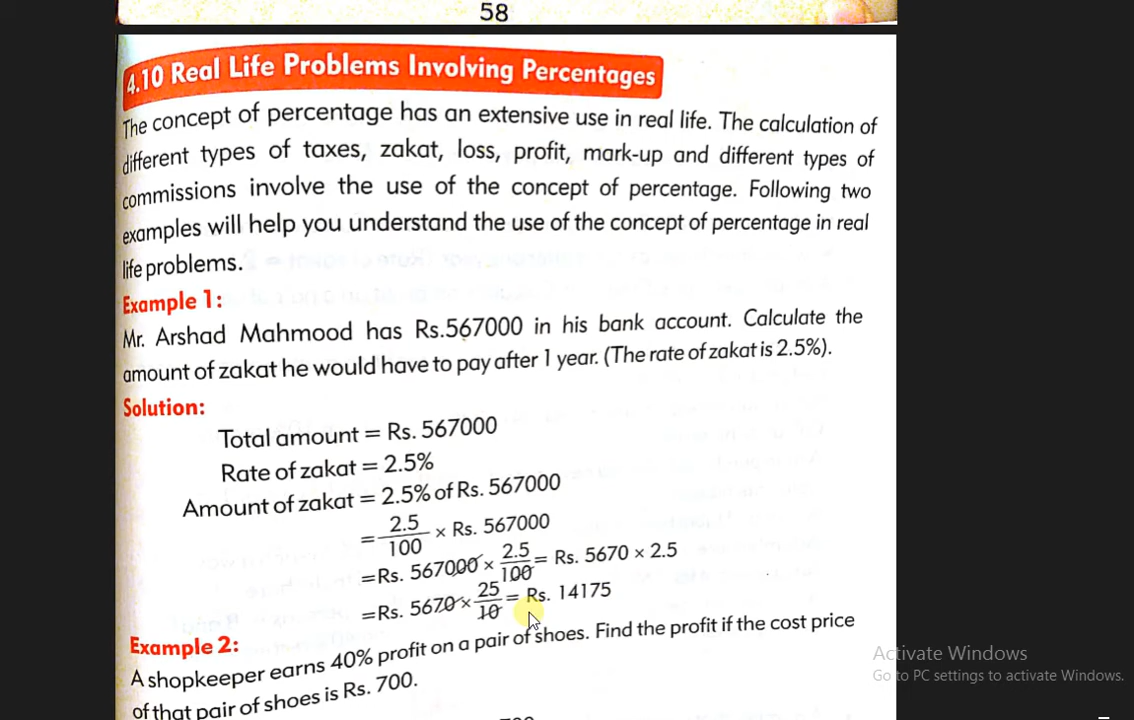 58
4.10 Real Life Problems Involving Percentages
The concept of percentage has an extensive use in real life. The calculation of
different types of taxes, zakat, loss, profit, mark-up and different types of
commissions involve the use of the concept of percentage. Following two
examples will help you understand the use of the concept of percentage in real
life problems.
Example 1:
Mr. Arshad Mahmood has Rs.567000 in his bank account. Calculate the
amount of zakat he would have to pay after 1 year. (The rate of zakat is 2.5%).
Solution:
Total amount = Rs. 567000
Rate of zakat = 2.5%
Amount of zakat = 2.5% of Rs. 567000
= 2.5/100 × Rs. 567000
=Rs. 567000 × 2.5/100 = Rs. 5670 × 2.5
=Rs. 5670 × 25/10 = Rs. 14175
Example 2:
A shopkeeper earns 40% profit on a pair of shoes. Find the profit if the cost price
of that pair of shoes is Rs. 700.
Activate Windows
Go to PC settings to activate Windows.